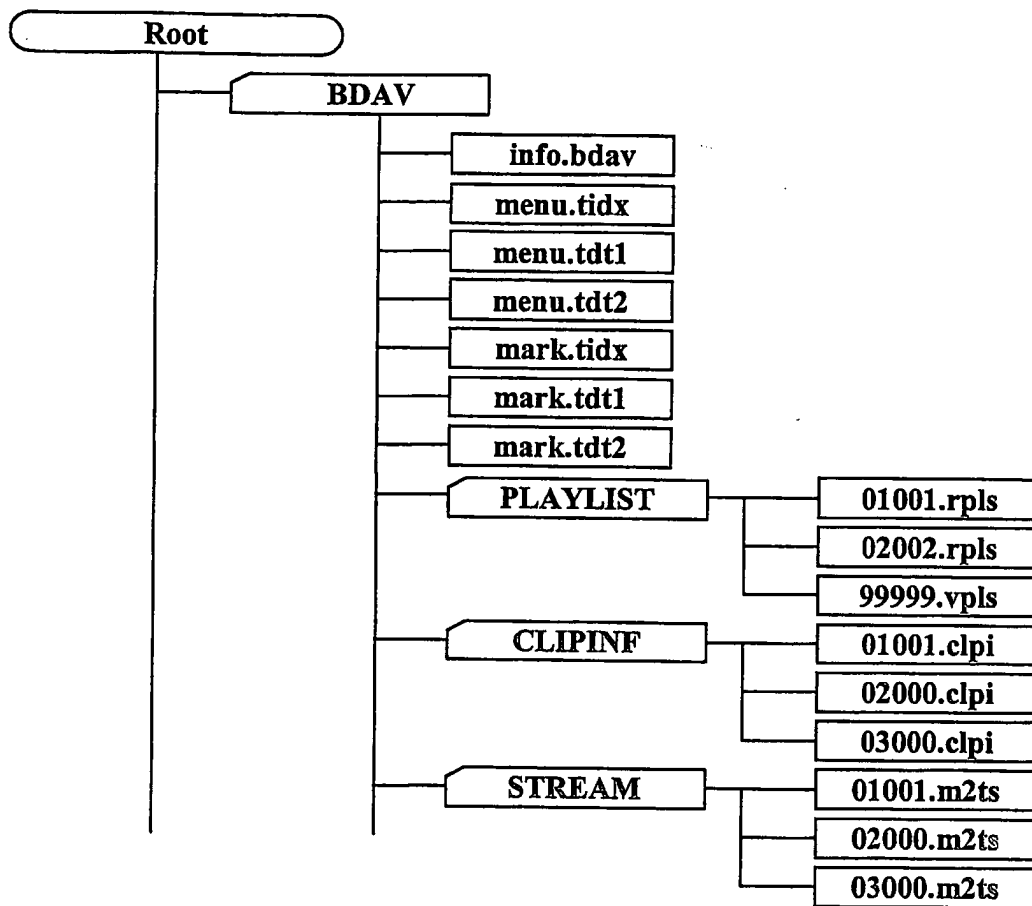 Root
BDAV
info.bdav
menu.tidx
menu.tdt1
menu.tdt2
mark.tidx
mark.tdt1
mark.tdt2
PLAYLIST
01001.rpls
02002.rpls
99999.vpls
CLIPINF
01001.clpi
02000.clpi
03000.clpi
STREAM
01001.m2ts
02000.m2ts
03000.m2ts